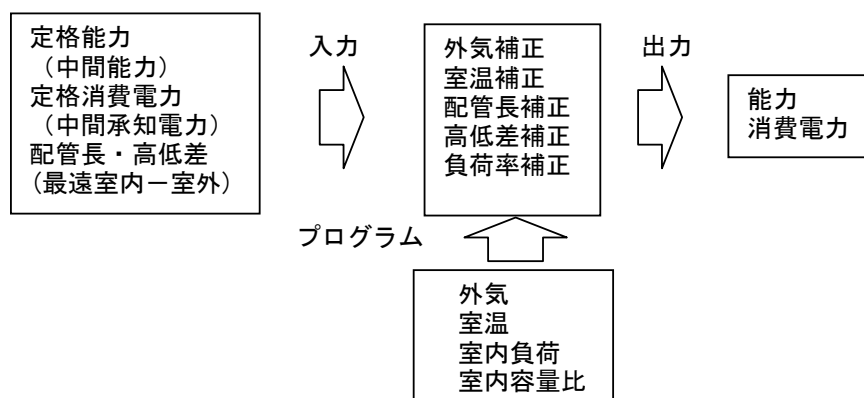 定格能力
（中間能力）
定格消費電力
（中間承知電力）
配管長・高低差
（最遠室内－室外）
入力
外気補正
室温補正
配管長補正
高低差補正
負荷率補正
出力
能力
消費電力
プログラム
外気
室温
室内負荷
室内容量比